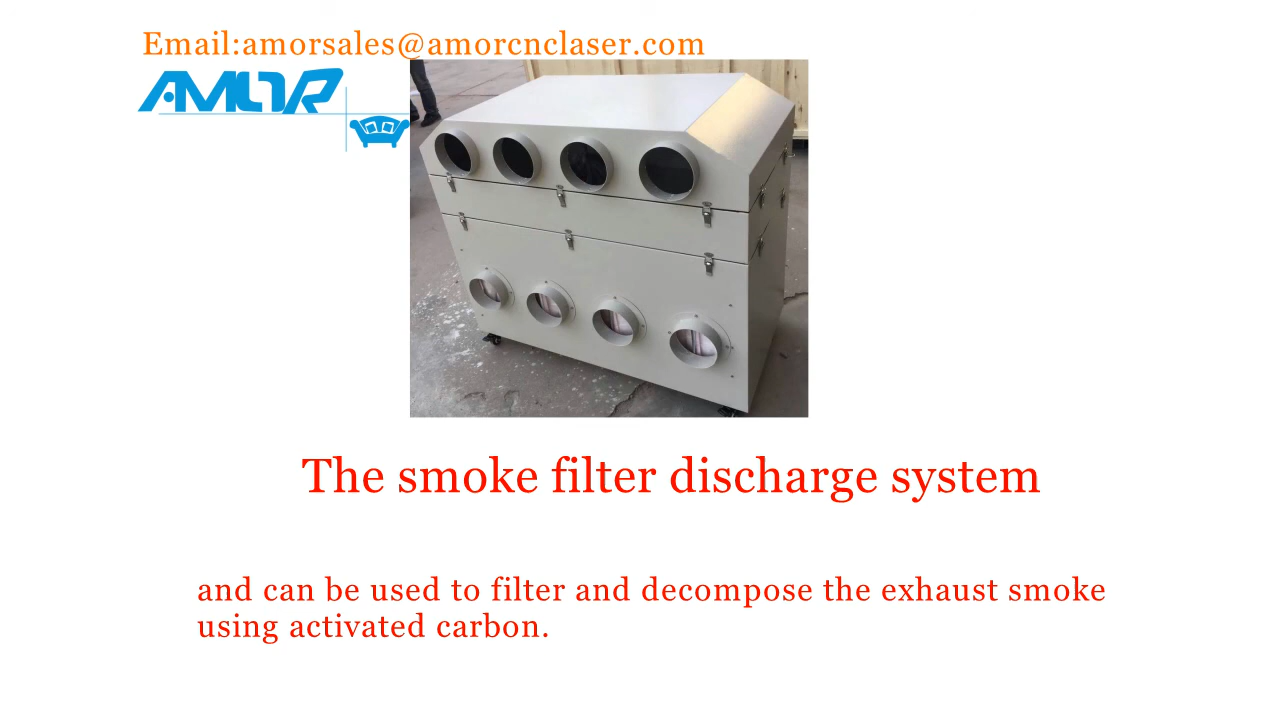 Email:amorsales@amorcnclaser.com
AMOR
The smoke filter discharge system
and can be used to filter and decompose the exhaust smoke
using activated carbon.